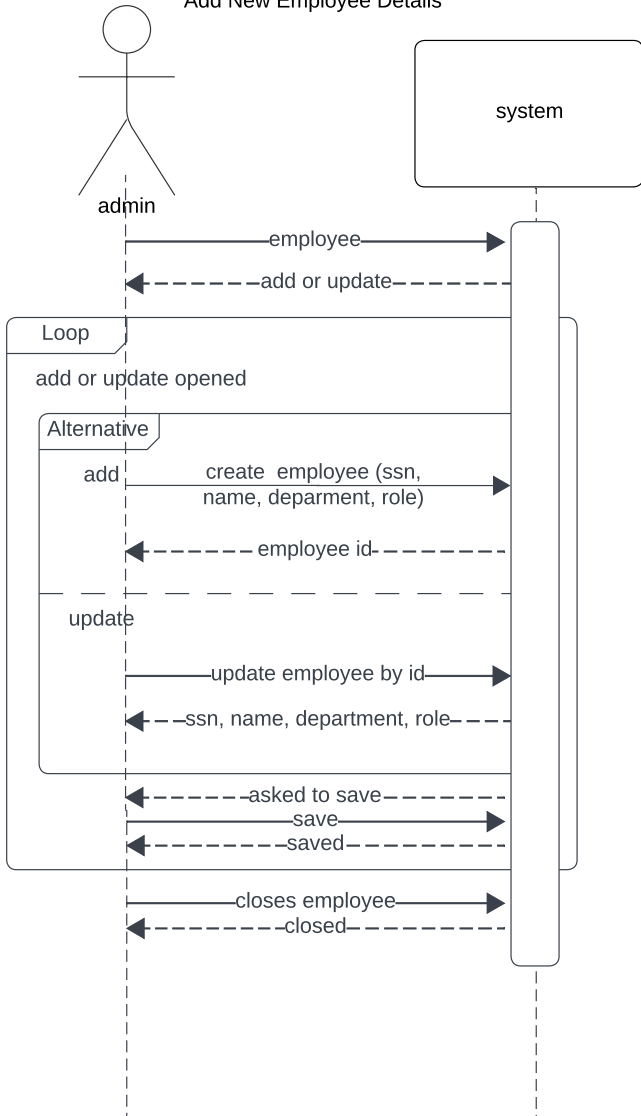 Add New Employee Details
system
admin
employee
add or update
Loop
add or update opened
Alternative
add
create  employee (ssn,
name, deparment, role)
employee id
update
update employee by id
ssn, name, department, role
asked to save
save
saved
closes employee
closed